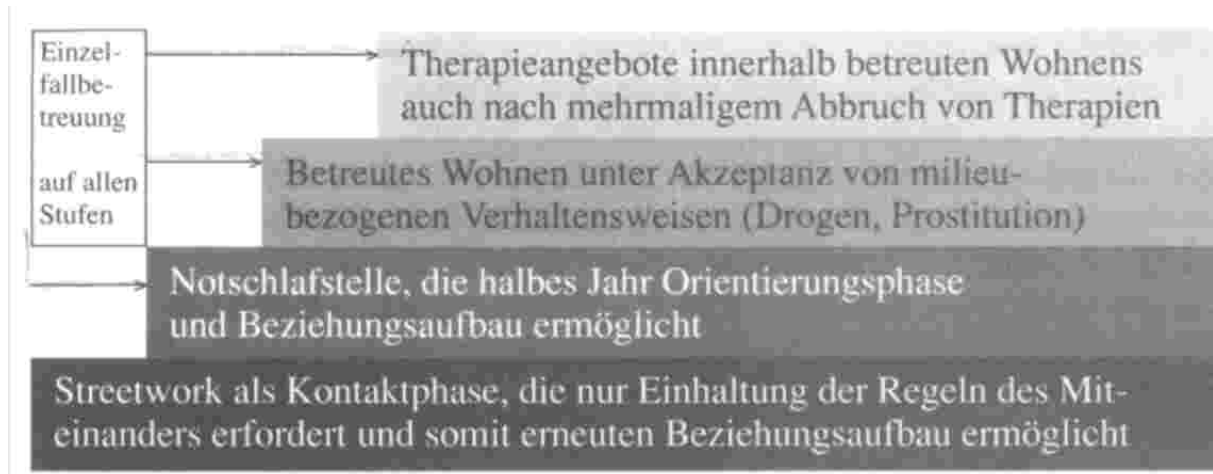 Einzel-
fallbe-
treuung
auf allen
Stufen
Therapieangebote innerhalb betreuten Wohnens
auch nach mehrmaligem Abbruch von Therapien
Betreutes Wohnen unter Akzeptanz von milieu-
bezogenen Verhaltensweisen (Drogen, Prostitution)
Notschlafstelle, die halbes Jahr Orientierungsphase
und Beziehungsaufbau ermöglicht
Streetwork als Kontaktphase, die nur Einhaltung der Regeln des Mit-
einanders erfordert und somit erneuten Beziehungsaufbau ermöglicht